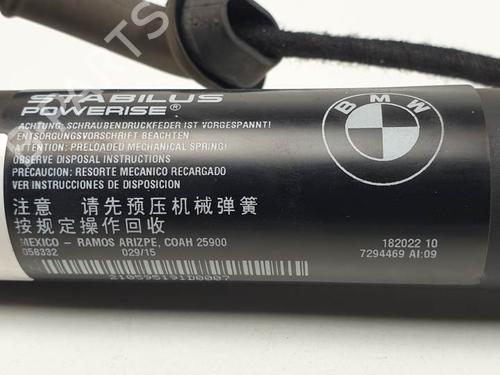 STABILUS
POWERISE®
BMW
ACHTUNG: SCHRAUBENDRUCKFEDER IST VORGESPANNT!
ENTSORGUNGSVORSCHRIFT BEACHTEN
ATTENTION: PRELOADED MECHANICAL SPRING!
OBSERVE DISPOSAL INSTRUCTIONS
PRECAUCION: RESORTE MECANICO RECARGADO
VER INSTRUCCIONES DE DISPOSICION
注意 请先预压机械弹簧
按规定操作回收
MEXICO - RAMOS ARIZPE, COAH 25900
058332 029/15
182022 10
7294469 AI:09
210595191D0007